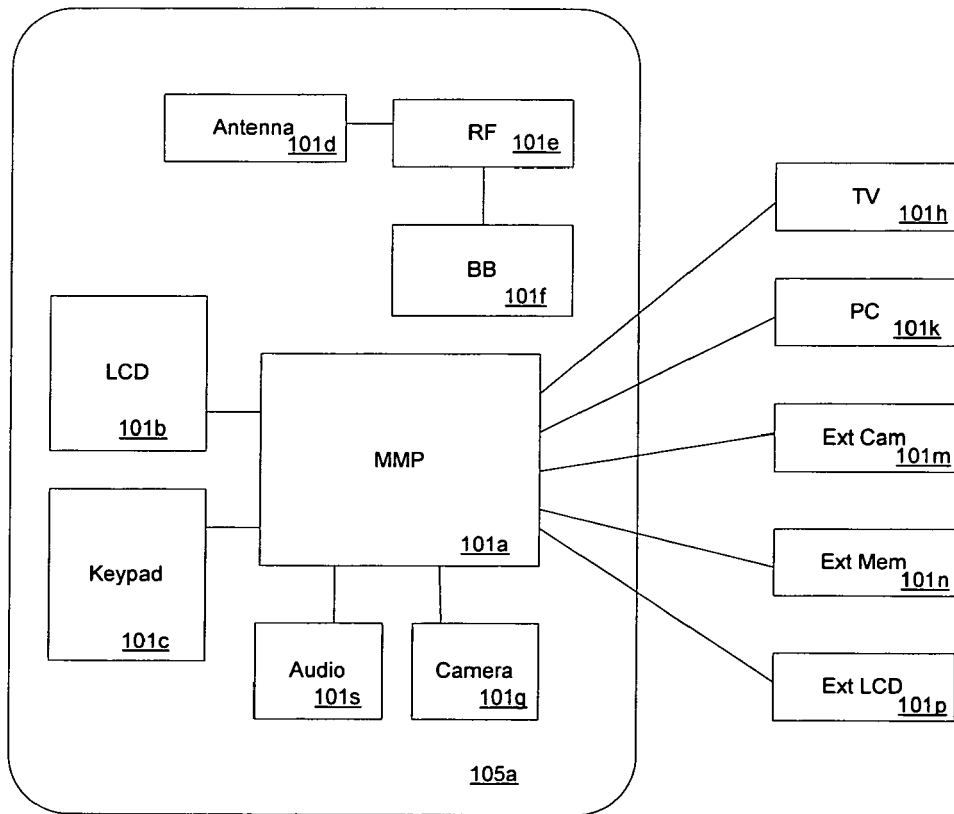 Antenna
101d
RF
101e
BB
101f
LCD
101b
MMP
101a
Keypad
101c
Audio
101s
Camera
101g
105a
TV
101h
PC
101k
Ext Cam
101m
Ext Mem
101n
Ext LCD
101p